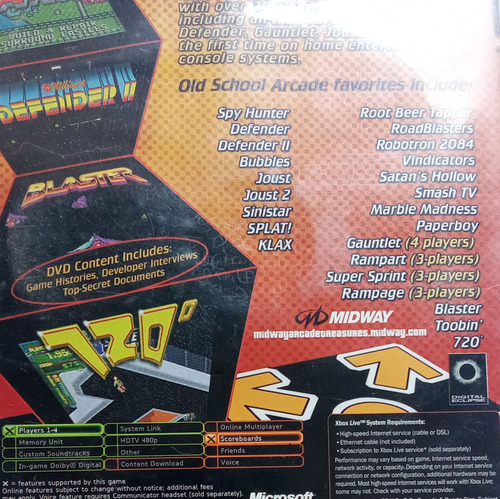 BUILD & REPAIR
SURROUND CASTLES
with over
including all-time
Defender, Gauntlet, Joust
the first time on home
console systems.
Williams
DEFENDER II
Old School Arcade favorites include:
Spy Hunter
Defender
Defender II
Bubbles
Joust
Joust 2
Sinistar
SPLAT!
KLAX
Root Beer Tapper
RoadBlasters
Robotron 2084
Vindicators
Satan's Hollow
Smash TV
Marble Madness
Paperboy
Gauntlet (4 players)
Rampart (3-players)
Super Sprint (3-players)
Rampage (3-players)
Blaster
Toobin'
720°
BLASTER
DVD Content Includes:
Game Histories, Developer Interviews
Top-Secret Documents
MIDWAY
midwayarcadetreasures.midway.com
1.95
720°
DIGITAL
ECLIPSE
Players 1-4
Memory Unit
Custom Soundtracks
In-game Dolby® Digital
System Link
HDTV 480p
Other
Content Download
Online Multiplayer
Scoreboards
Friends
Voice
X = features supported by this game
Online features subject to change without notice; additional fees
may apply. Voice feature requires Communicator headset (sold separately).
Microsoft
Xbox Live™ System Requirements:
• High-speed Internet service (cable or DSL)
• Ethernet cable (not included)
• Subscription to Xbox Live service* (sold separately)
Performance may vary based on game, Internet service speed,
network activity, or capacity. Depending on your Internet service
connection or network configuration, additional hardware may be
required. Most high-speed Internet services will work with Xbox Live;
some may not. Check with your service provider.